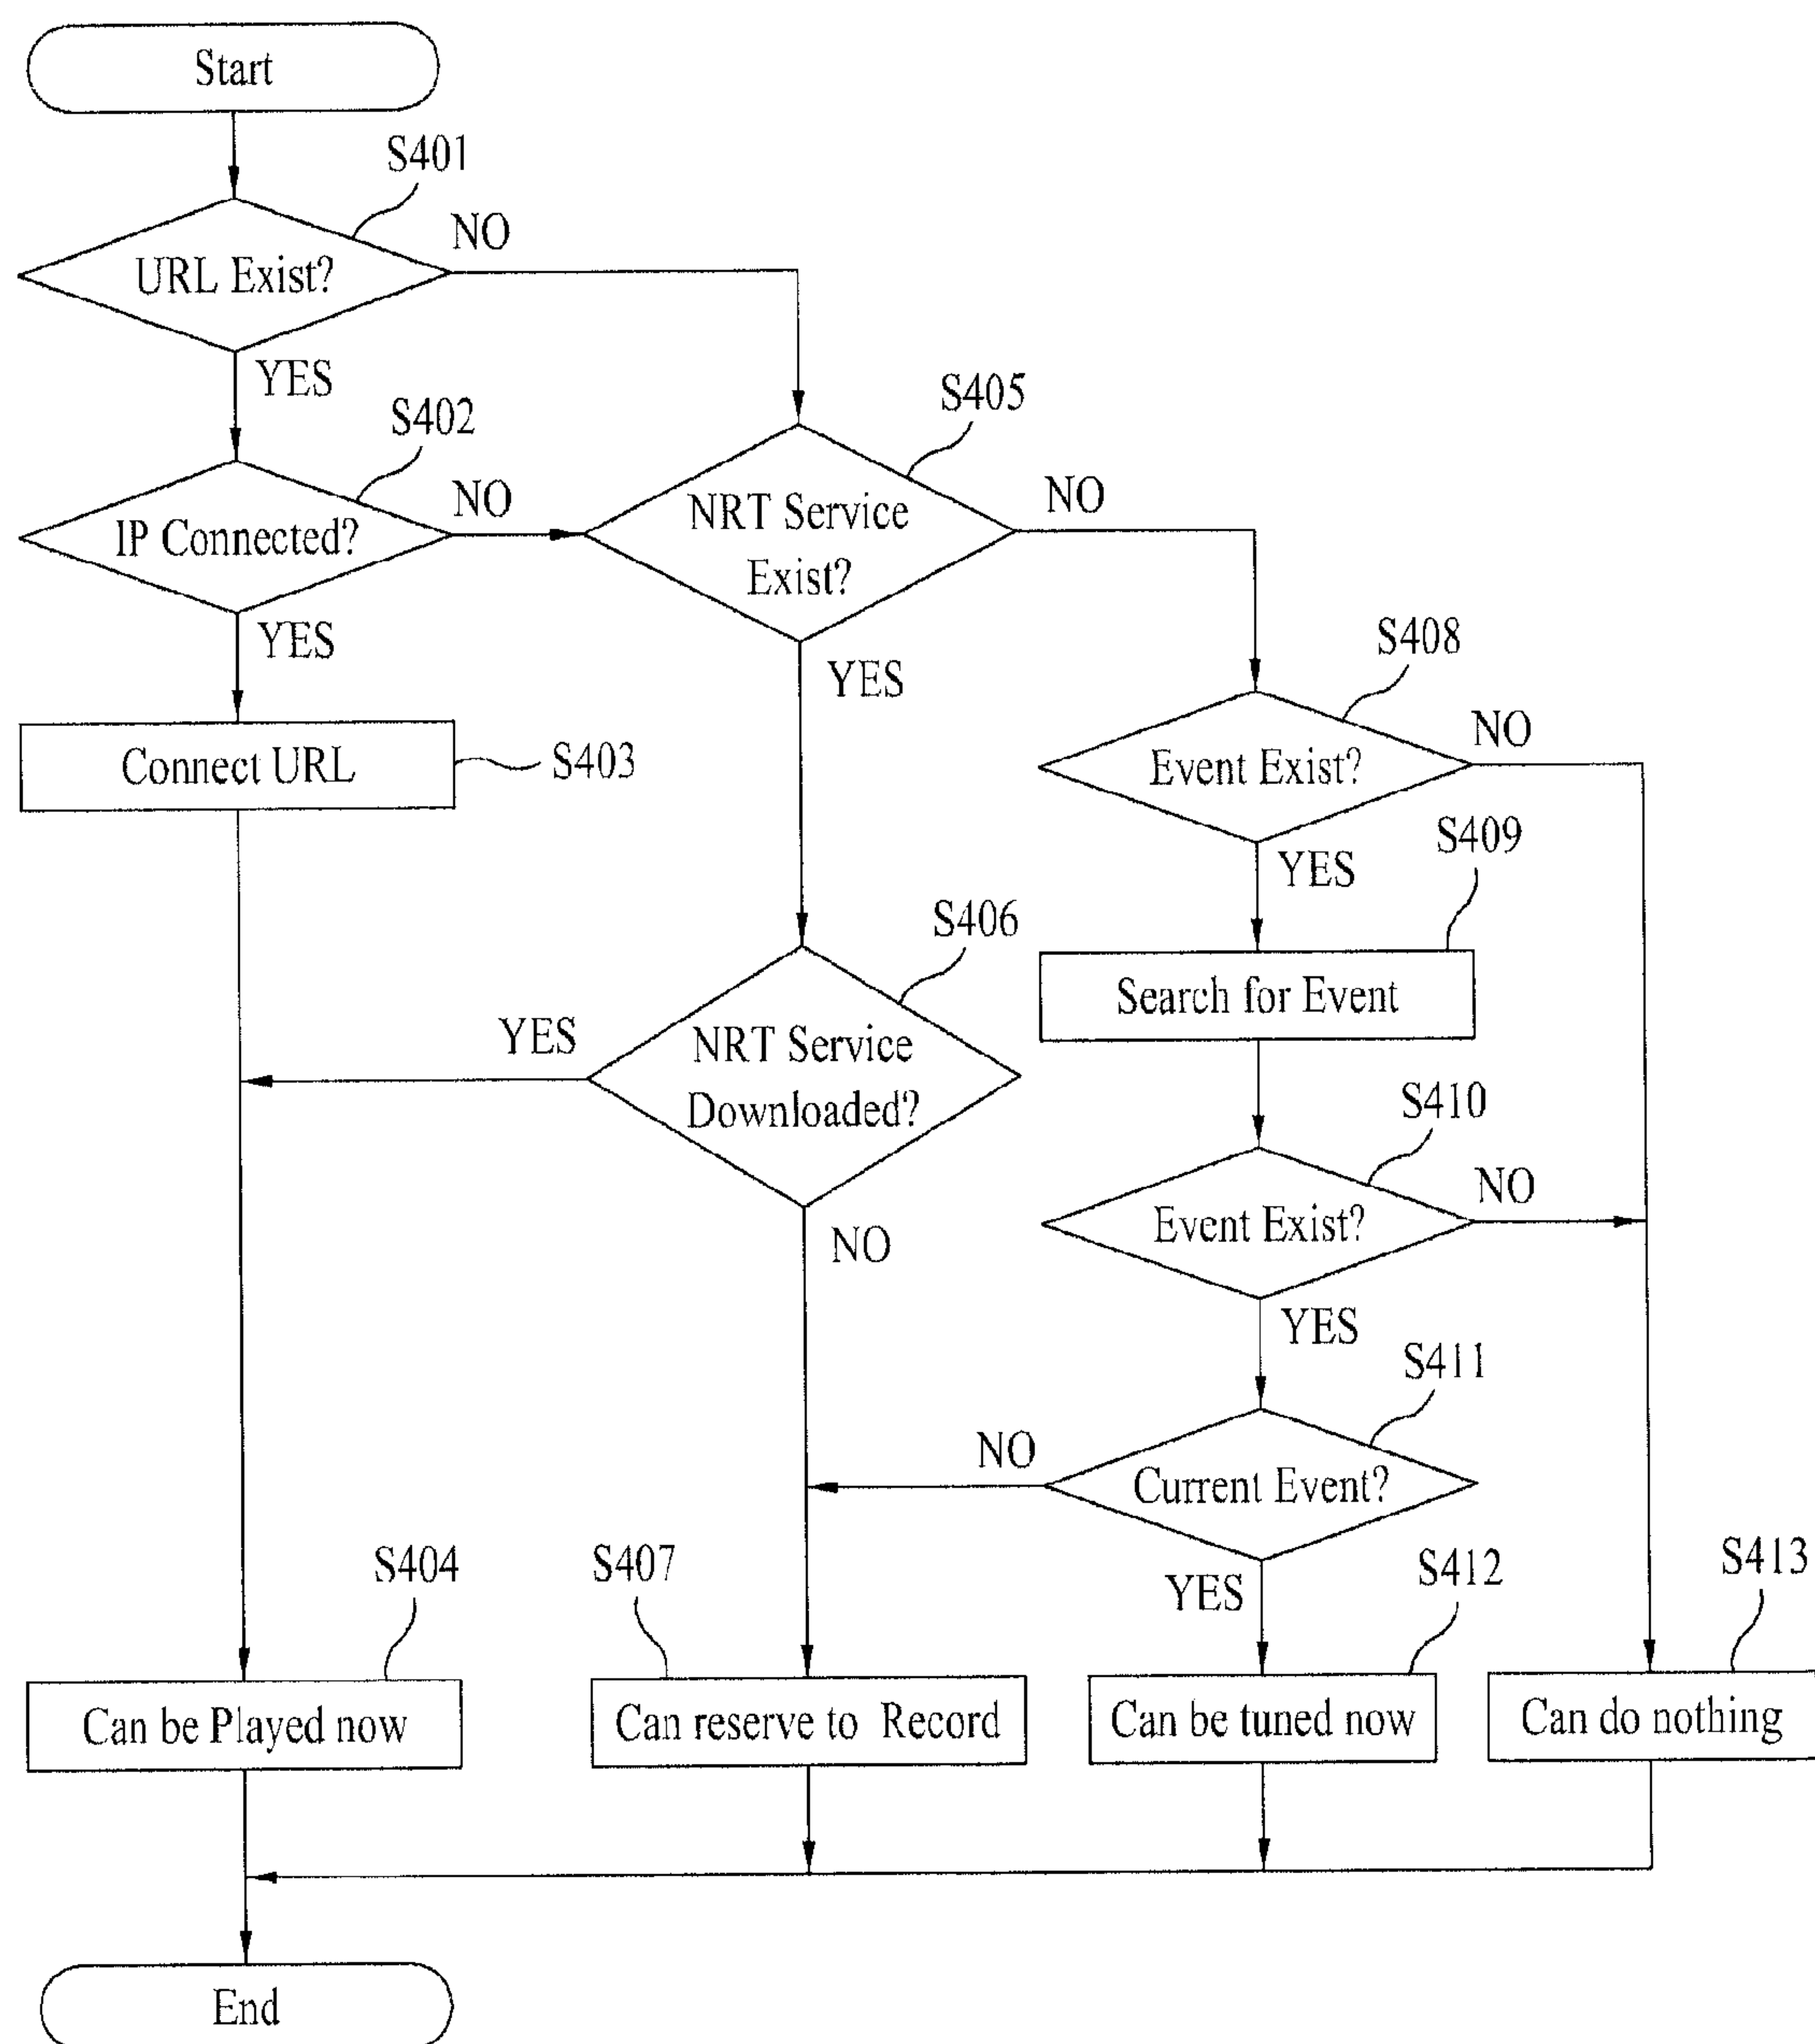 Start
S401
URL Exist?
NO
YES
S402
IP Connected?
NO
YES
S405
NRT Service
Exist?
NO
YES
Connect URL
S403
S408
Event Exist?
NO
YES
S409
Search for Event
S406
NRT Service
Downloaded?
YES
NO
S410
Event Exist?
NO
YES
S411
Current Event?
NO
YES
S404
Can be Played now
S407
Can reserve to Record
S412
Can be tuned now
S413
Can do nothing
End